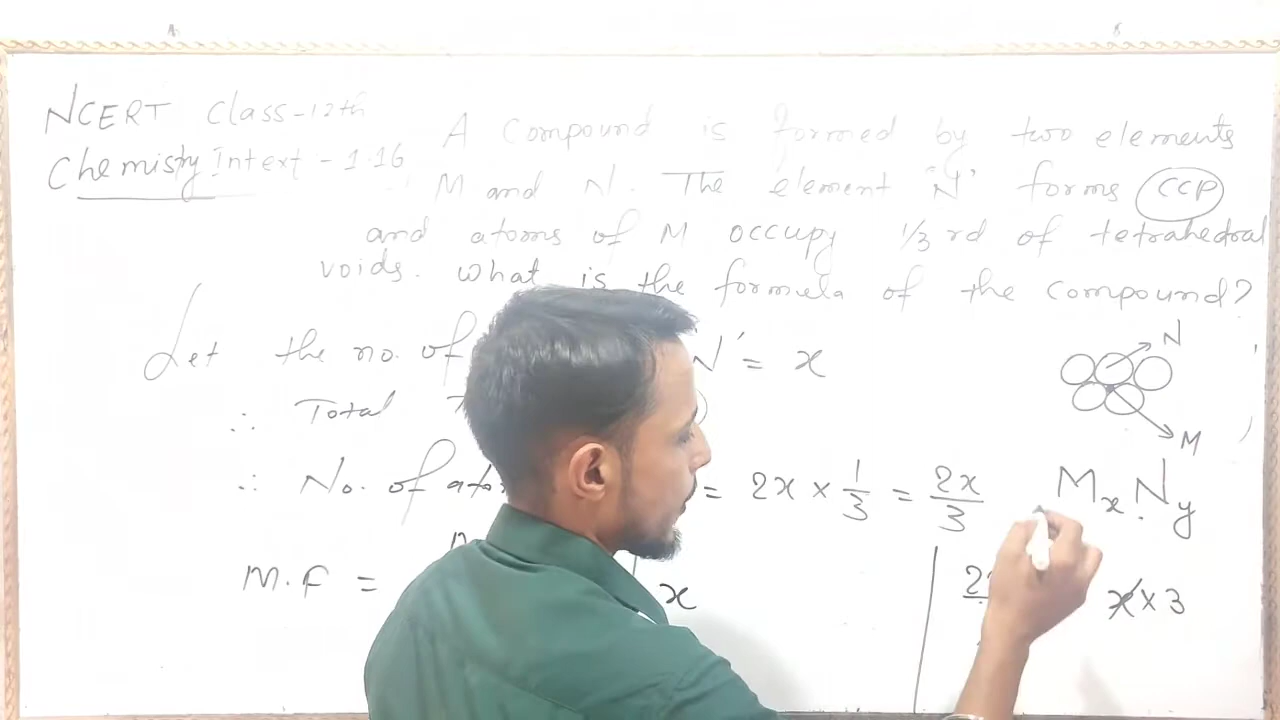 NCERT Class-12th
Chemistry Intext - 1.16
A Compound is formed by two elements
M and N. The element 'N' forms CCP
and atoms of M occupy 1/3 rd of tetrahedral
voids. What is the formula of the compound?
Let the no. of N' = x
∴ Total
∴ No. of = 2x × 1/3 = 2x/3
M.F = x
N
M
MxNy
x × 3